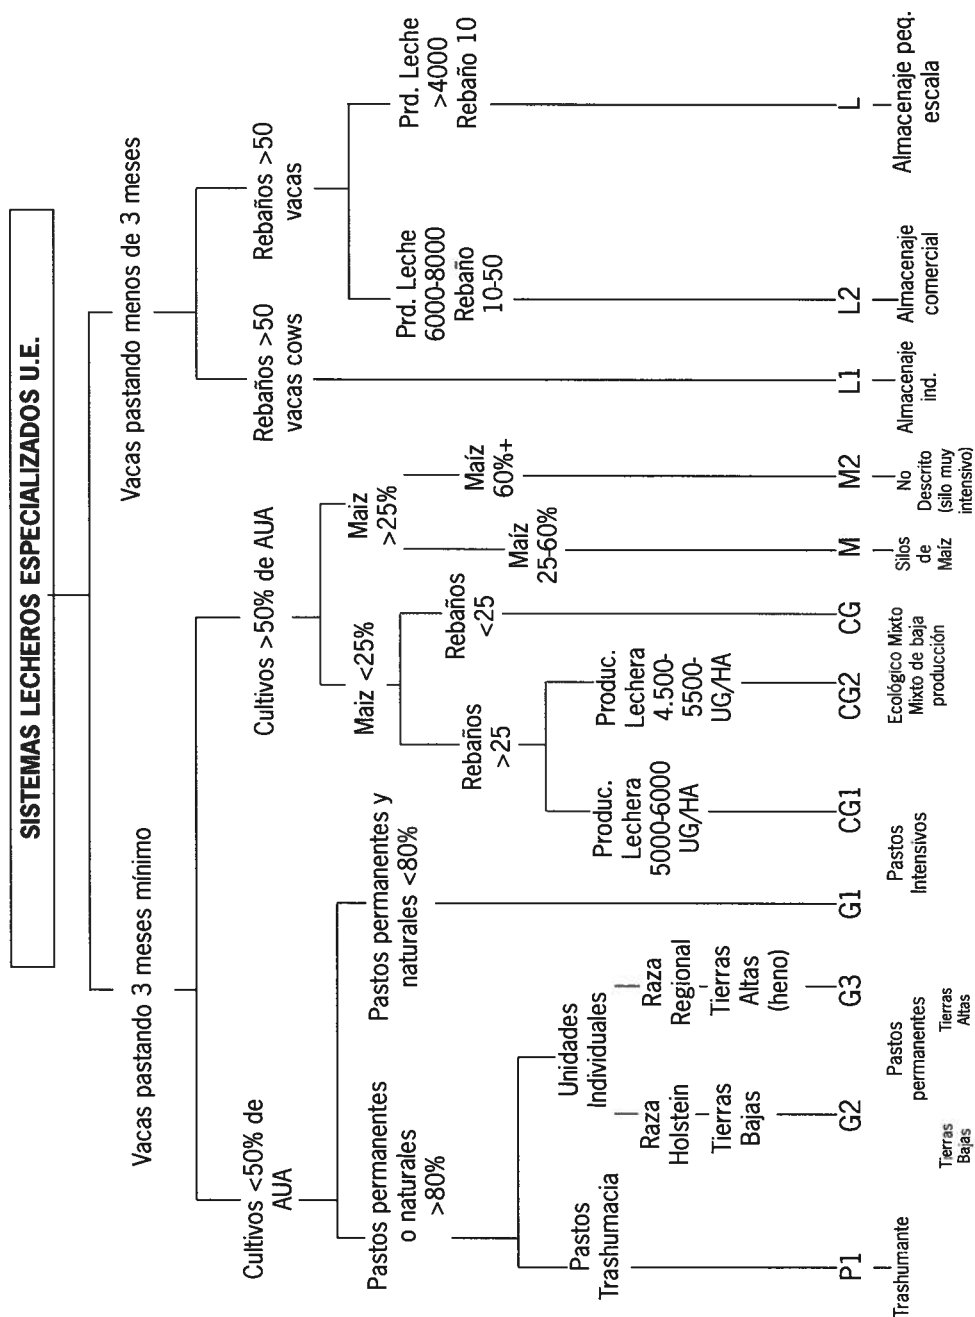 SISTEMAS LECHEROS ESPECIALIZADOS U.E.
Vacas pastando 3 meses mínimo
Vacas pastando menos de 3 meses
Cultivos <50% de
AUA
Cultivos >50% de AUA
Rebaños >50
vacas cows
Rebaños >50
vacas
Pastos permanentes
o naturales
>80%
Pastos permanentes y
naturales <80%
Maiz <25%
Maiz
>25%
Prd. Leche
6000-8000
Rebaño
10-50
Prd. Leche
>4000
Rebaño 10
Rebaños
>25
Rebaños
<25
Maíz
25-60%
Maíz
60%+
Pastos
Trashumacia
Unidades
Individuales
Raza
Holstein
Tierras
Bajas
Raza
Regional
Tierras
Altas
(heno)
Produc.
Lechera
5000-6000
UG/HA
Produc.
Lechera
4.500-
5500-
UG/HA
P1
G2
G3
G1
CG1
CG2
CG
M
M2
L1
L2
L
Trashumante
Pastos
permanentes
Tierras
Bajas
Tierras
Altas
Pastos
Intensivos
Ecológico Mixto
Mixto de baja
producción
Silos
de
Maíz
No
Descrito
(silo muy
intensivo)
Almacenaje
ind.
Almacenaje
comercial
Almacenaje peq.
escala